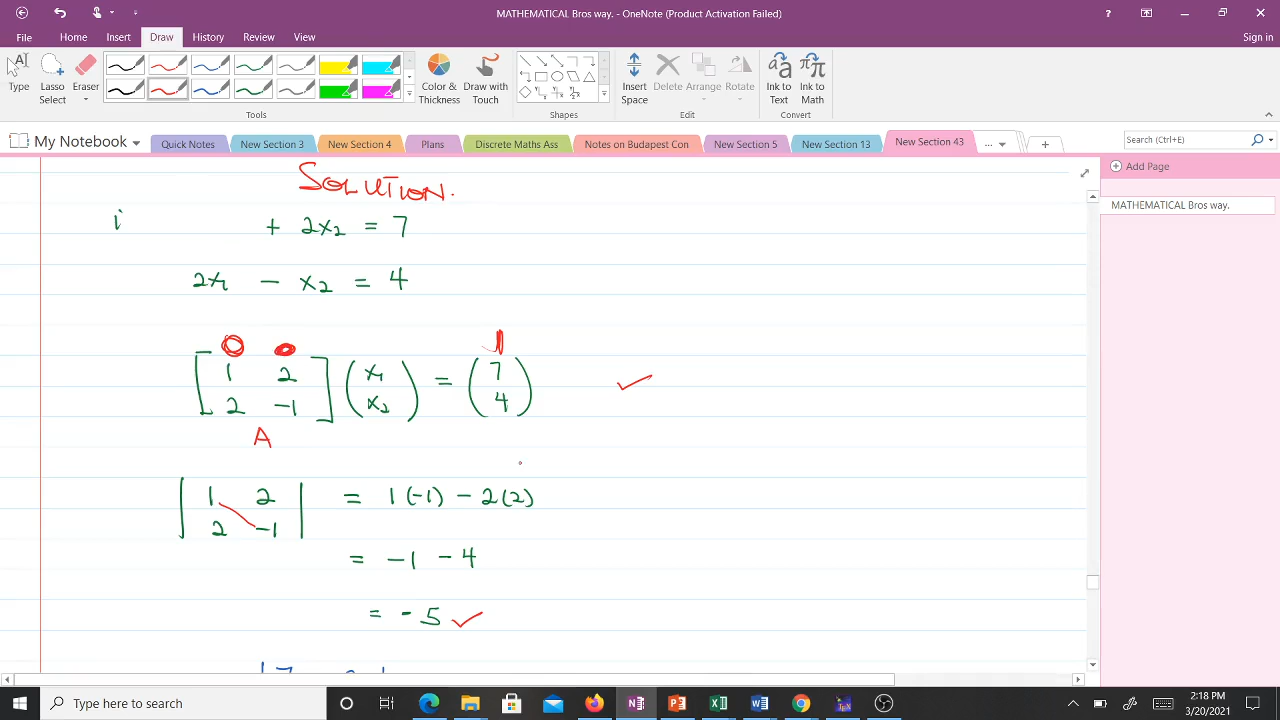 MATHEMATICAL Bros way. - OneNote (Product Activation Failed)
File Home Insert Draw History Review View Sign in
Type Lasso Select Eraser Color & Thickness Draw with Touch Insert Space Delete Arrange Rotate Ink to Text Ink to Math
Tools Shapes Edit Convert
My Notebook Quick Notes New Section 3 New Section 4 Plans Discrete Maths Ass Notes on Budapest Con New Section 5 New Section 13 New Section 43 ... Search (Ctrl+E)
Add Page
MATHEMATICAL Bros way.
SOLUTION.
i + 2x₂ = 7
2x₁ - x₂ = 4
[ 1 2 ] ( x₁ ) = ( 7 )
[ 2 -1 ] ( x₂ ) ( 4 )
A
| 1 2 | = 1(-1) - 2(2)
| 2 -1 |
= -1 - 4
= -5
Type here to search
2:18 PM
3/20/2021